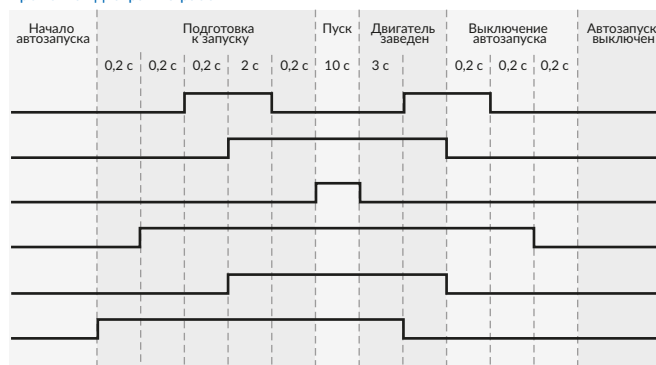 Начало
автозапуска
Подготовка
к запуску
Пуск
Двигатель
заведен
Выключение
автозапуска
Автозапуск
выключен
0,2 с 0,2 с 0,2 с 2 с 0,2 с 10 с 3 с 0,2 с 0,2 с 0,2 с